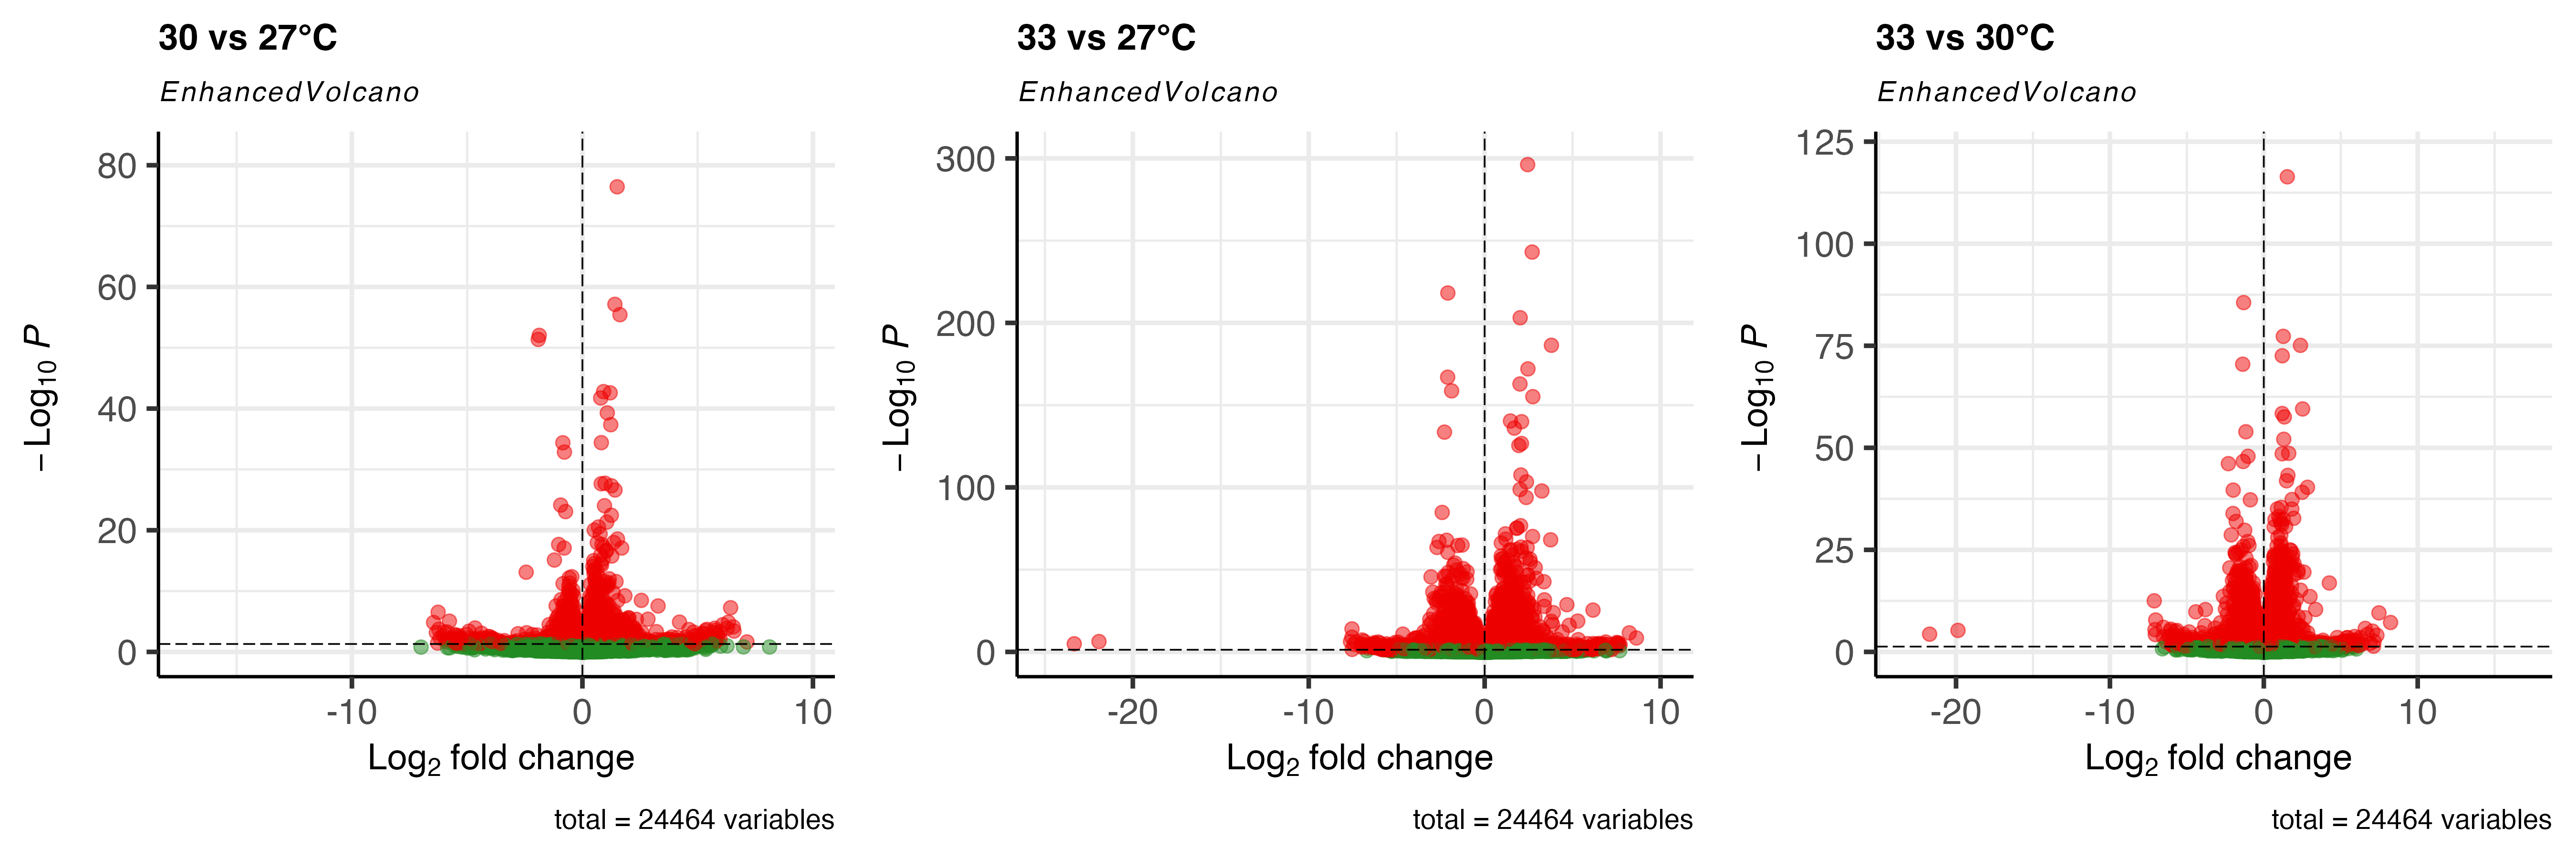 30 vs 27°C
EnhancedVolcano
80
60
40
20
0
−Log10 P
-10 0 10
Log2 fold change
total = 24464 variables
33 vs 27°C
EnhancedVolcano
300
200
100
0
−Log10 P
-20 -10 0 10
Log2 fold change
total = 24464 variables
33 vs 30°C
EnhancedVolcano
125
100
75
50
25
0
−Log10 P
-20 -10 0 10
Log2 fold change
total = 24464 variables